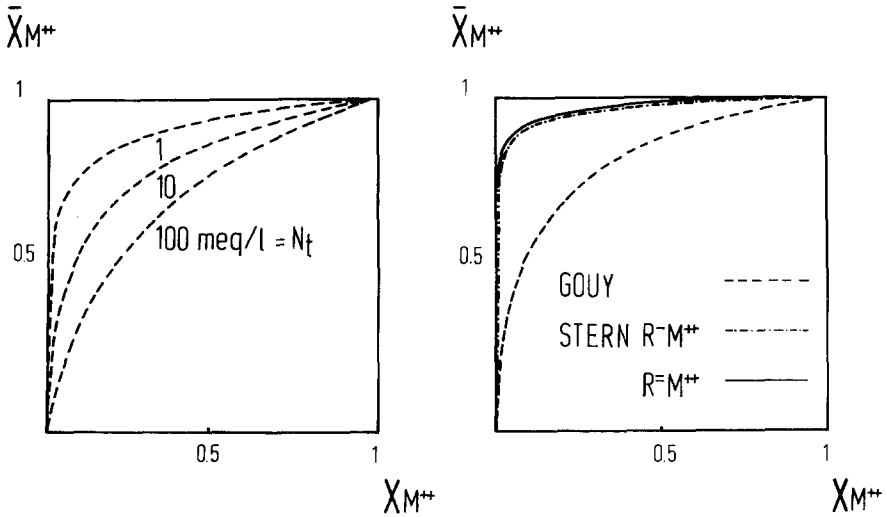 X̄M⁺⁺
1
0.5
1
10
100 meq/l = Nt
0.5
1
XM⁺⁺
X̄M⁺⁺
1
0.5
GOUY
STERN R⁻M⁺⁺
R⁼M⁺⁺
0.5
1
XM⁺⁺